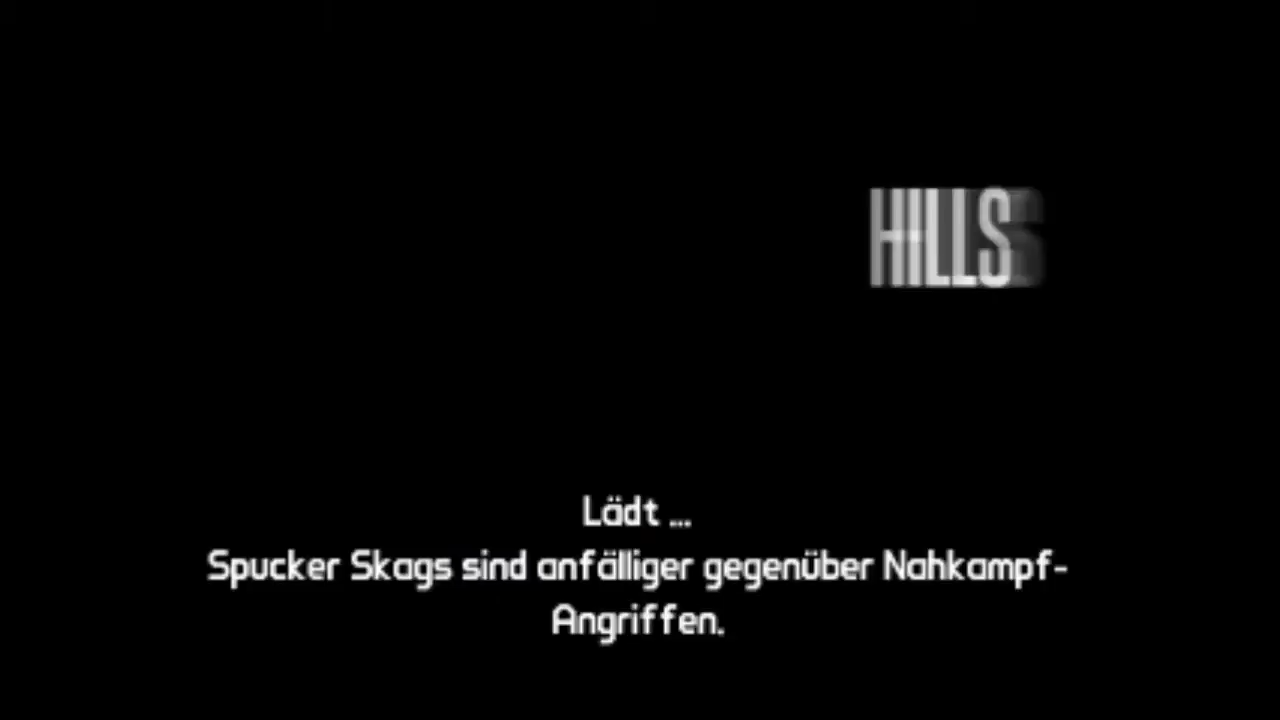 HILLS
Lädt ...
Spucker Skags sind anfälliger gegenüber Nahkampf-
Angriffen.